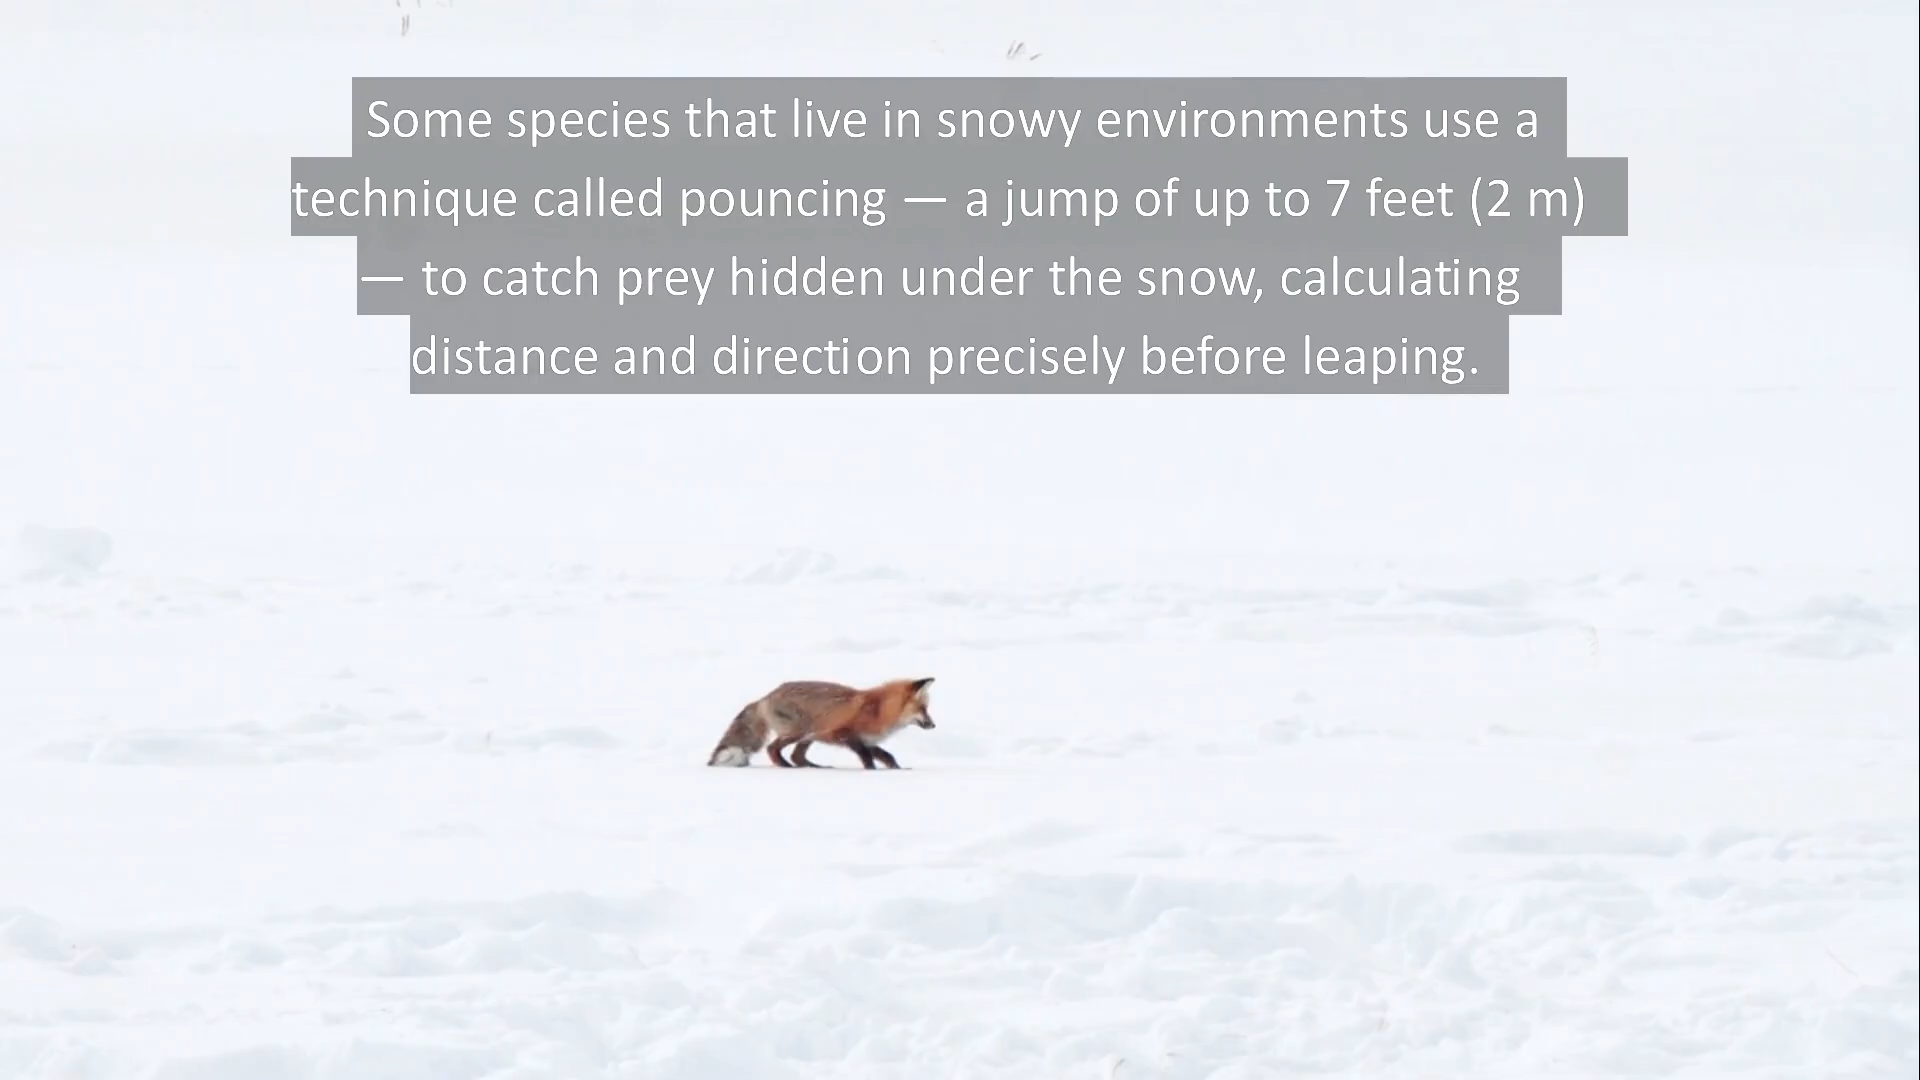 Some species that live in snowy environments use a
technique called pouncing — a jump of up to 7 feet (2 m)
— to catch prey hidden under the snow, calculating
distance and direction precisely before leaping.